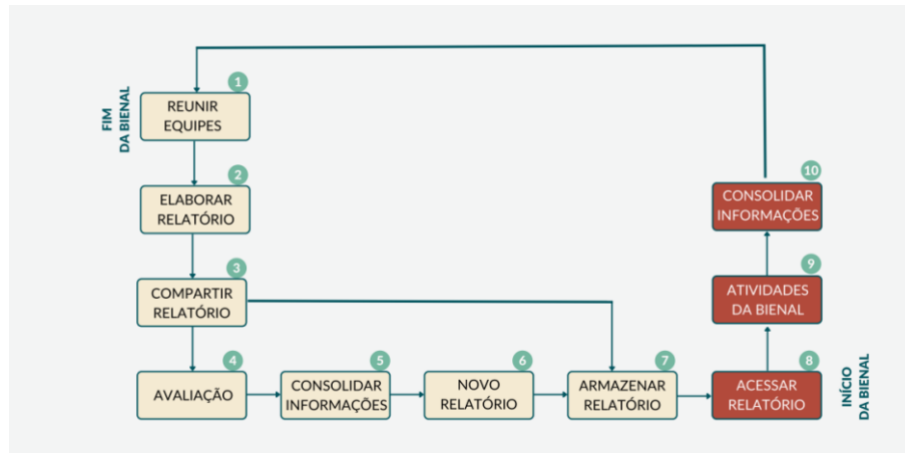 FIM
DA BIENAL
1
REUNIR
EQUIPES
2
ELABORAR
RELATÓRIO
3
COMPARTIR
RELATÓRIO
4
AVALIAÇÃO
5
CONSOLIDAR
INFORMAÇÕES
6
NOVO
RELATÓRIO
7
ARMAZENAR
RELATÓRIO
8
ACESSAR
RELATÓRIO
INÍCIO
DA BIENAL
9
ATIVIDADES
DA BIENAL
10
CONSOLIDAR
INFORMAÇÕES